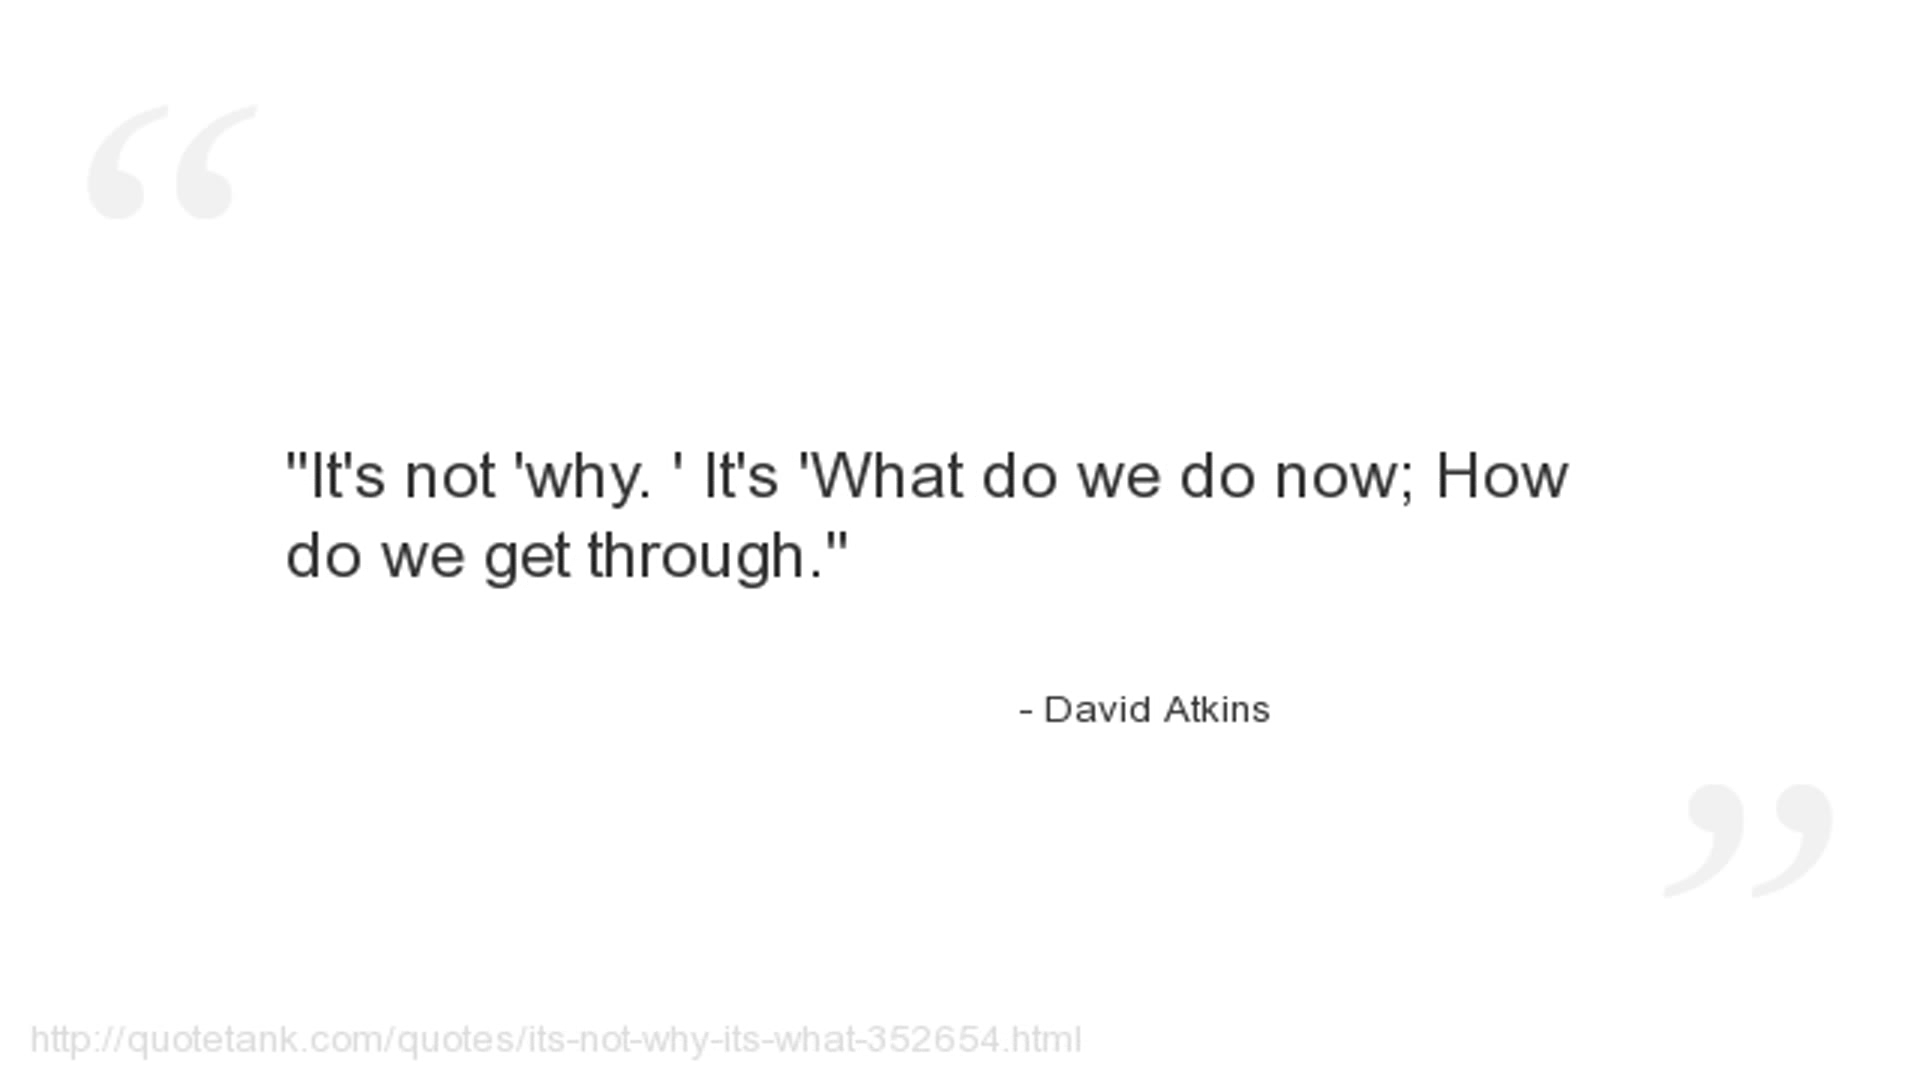 "It's not 'why. ' It's 'What do we do now; How
do we get through."
- David Atkins
http://quotetank.com/quotes/its-not-why-its-what-352654.html